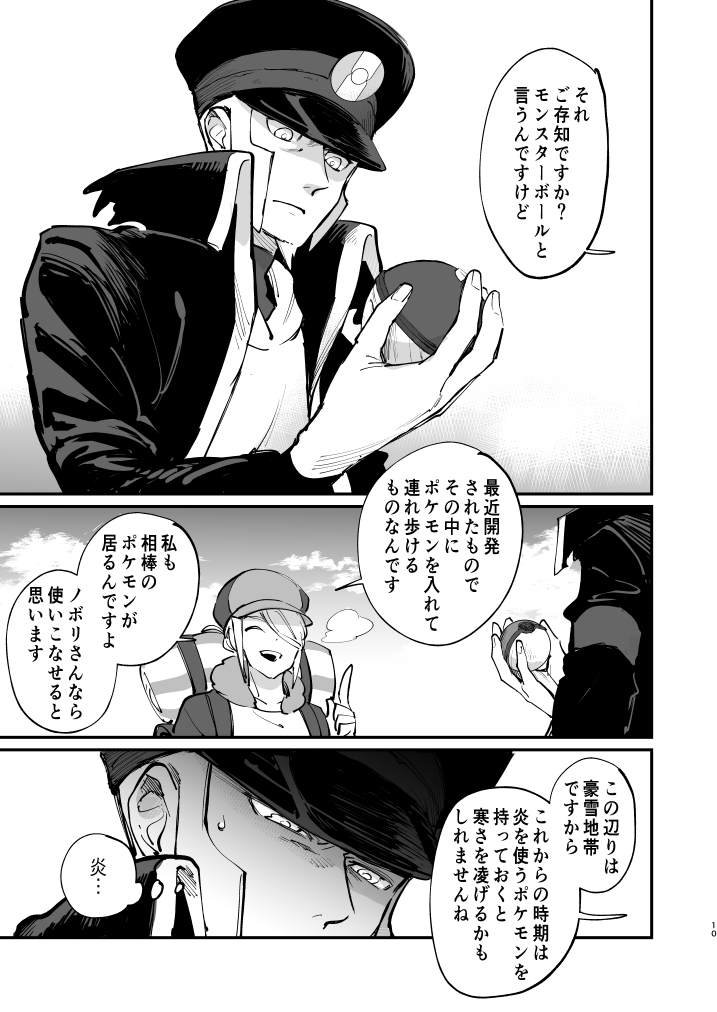 それ
ご存知ですか？
モンスターボールと
言うんですけど
最近開発
されたもので
その中に
ポケモンを入れて
連れ歩ける
ものなんです
私も
相棒の
ポケモンが
居るんですよ
ノボリさんなら
使いこなせると
思います
この辺りは
豪雪地帯
ですから
これからの時期は
炎を使うポケモンを
持っておくと
寒さを凌げるかも
しれませんね
炎…
10